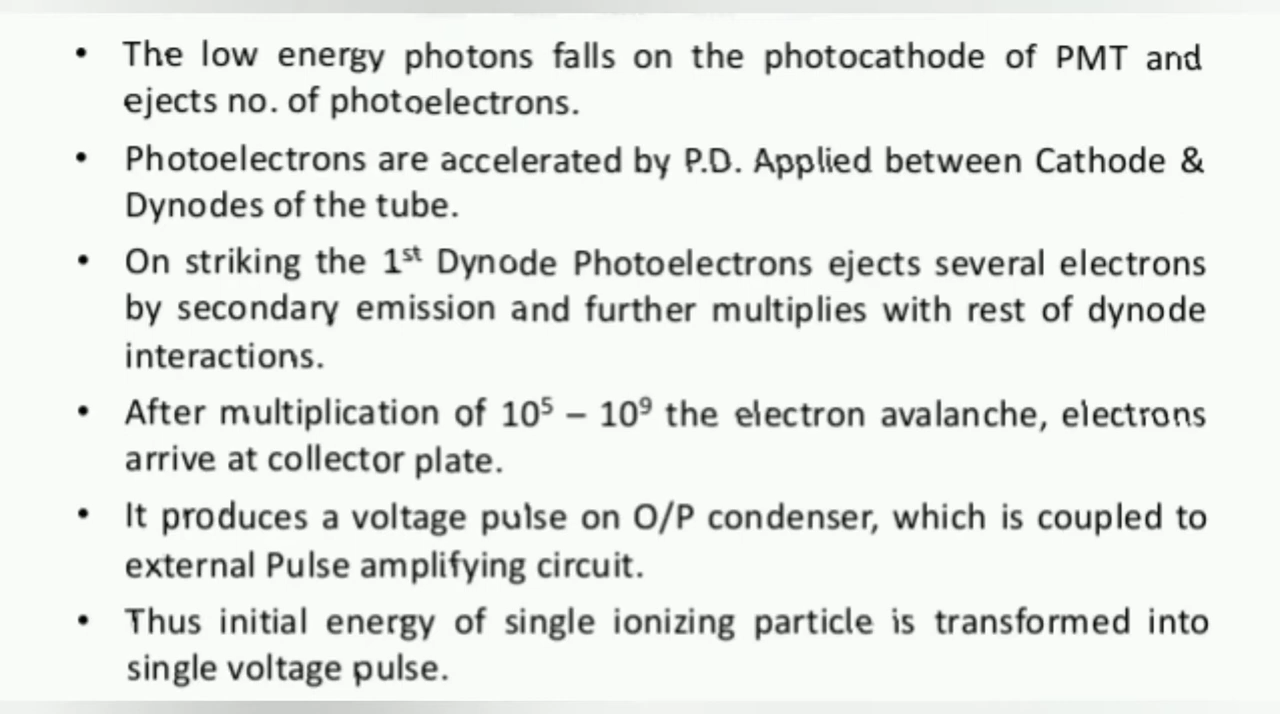 • The low energy photons falls on the photocathode of PMT and
ejects no. of photoelectrons.
• Photoelectrons are accelerated by P.D. Applied between Cathode &
Dynodes of the tube.
• On striking the 1st Dynode Photoelectrons ejects several electrons
by secondary emission and further multiplies with rest of dynode
interactions.
• After multiplication of 10⁵ – 10⁹ the electron avalanche, electrons
arrive at collector plate.
• It produces a voltage pulse on O/P condenser, which is coupled to
external Pulse amplifying circuit.
• Thus initial energy of single ionizing particle is transformed into
single voltage pulse.